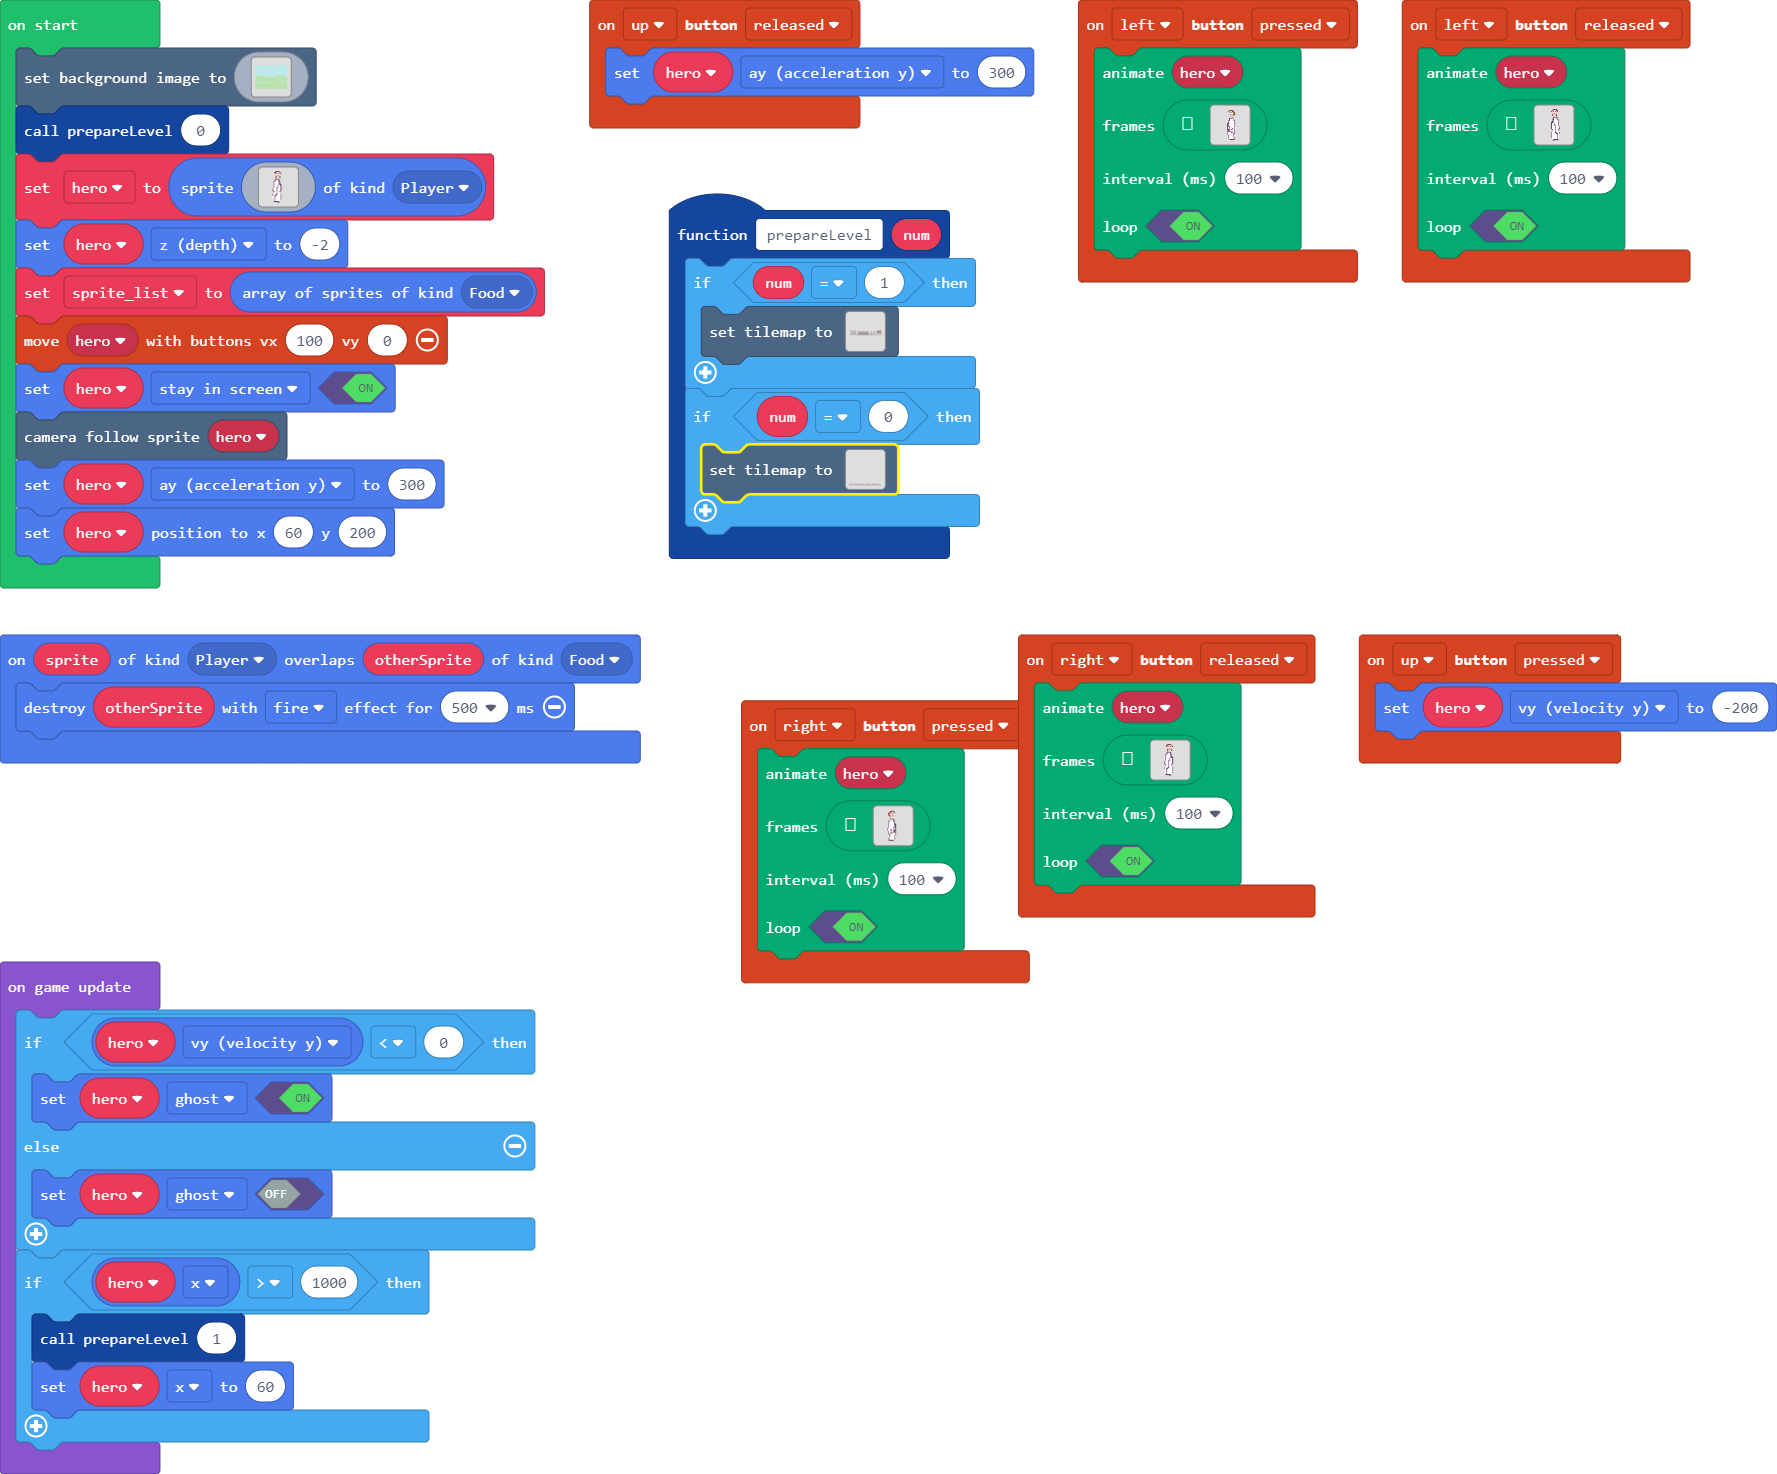 on start
set background image to
call prepareLevel 0
set hero to sprite of kind Player
set hero z (depth) to -2
set sprite_list to array of sprites of kind Food
move hero with buttons vx 100 vy 0
set hero stay in screen ON
camera follow sprite hero
set hero ay (acceleration y) to 300
set hero position to x 60 y 200
on up button released
set hero ay (acceleration y) to 300
function prepareLevel num
if num = 1 then
set tilemap to
if num = 0 then
set tilemap to
on left button pressed
animate hero
frames
interval (ms) 100
loop ON
on left button released
animate hero
frames
interval (ms) 100
loop ON
on sprite of kind Player overlaps otherSprite of kind Food
destroy otherSprite with fire effect for 500 ms
on right button pressed
animate hero
frames
interval (ms) 100
loop ON
on right button released
animate hero
frames
interval (ms) 100
loop ON
on up button pressed
set hero vy (velocity y) to -200
on game update
if hero vy (velocity y) < 0 then
set hero ghost ON
else
set hero ghost OFF
if hero x > 1000 then
call prepareLevel 1
set hero x to 60